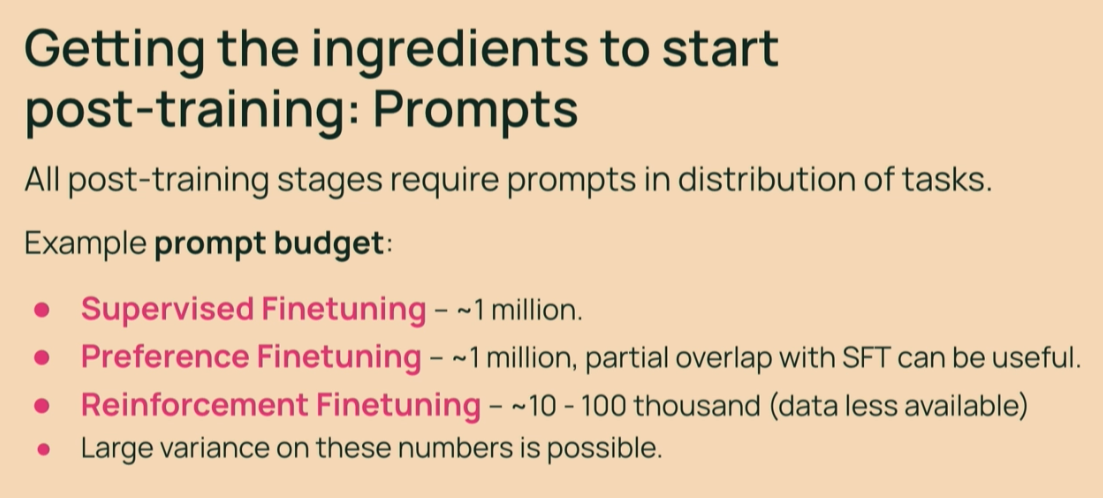 Getting the ingredients to start
post-training: Prompts
All post-training stages require prompts in distribution of tasks.
Example prompt budget:
● Supervised Finetuning – ~1 million.
● Preference Finetuning – ~1 million, partial overlap with SFT can be useful.
● Reinforcement Finetuning – ~10 - 100 thousand (data less available)
● Large variance on these numbers is possible.